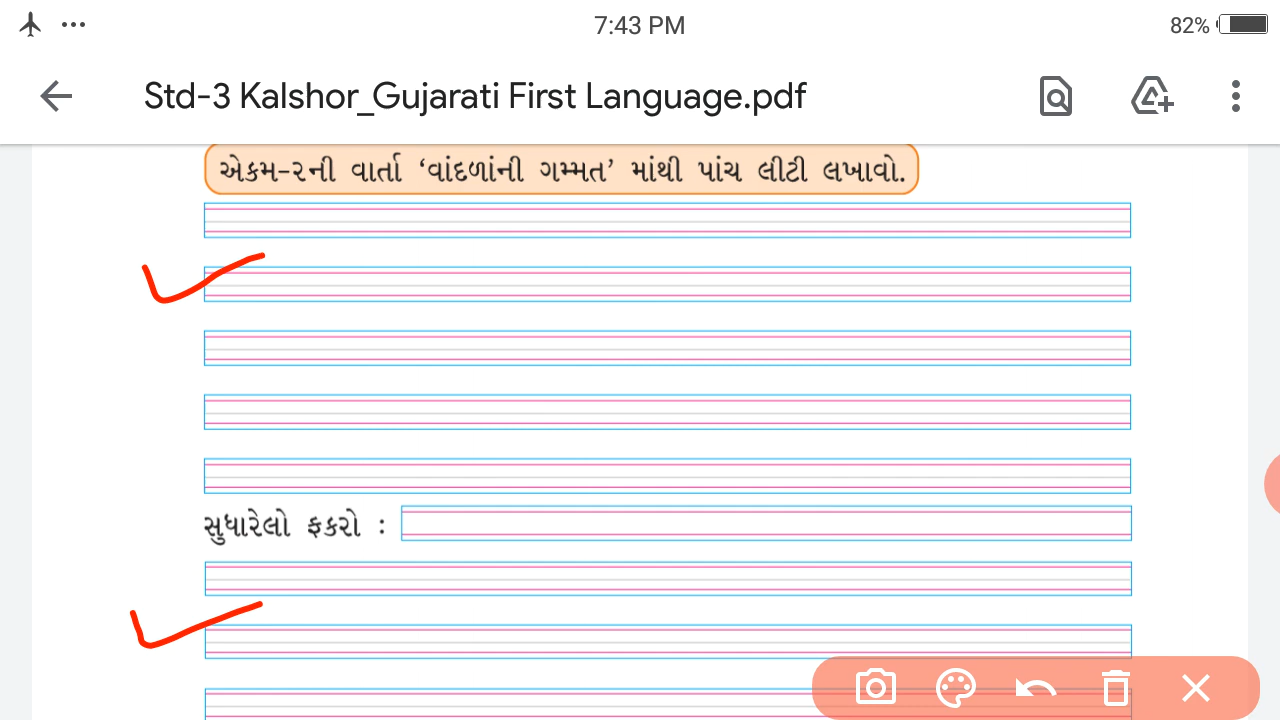 7:43 PM
82%
Std-3 Kalshor_Gujarati First Language.pdf
એકમ-૨ની વાર્તા ‘વાંદળાંની ગમ્મત’ માંથી પાંચ લીટી લખાવો.
સુધારેલો ફકરો :